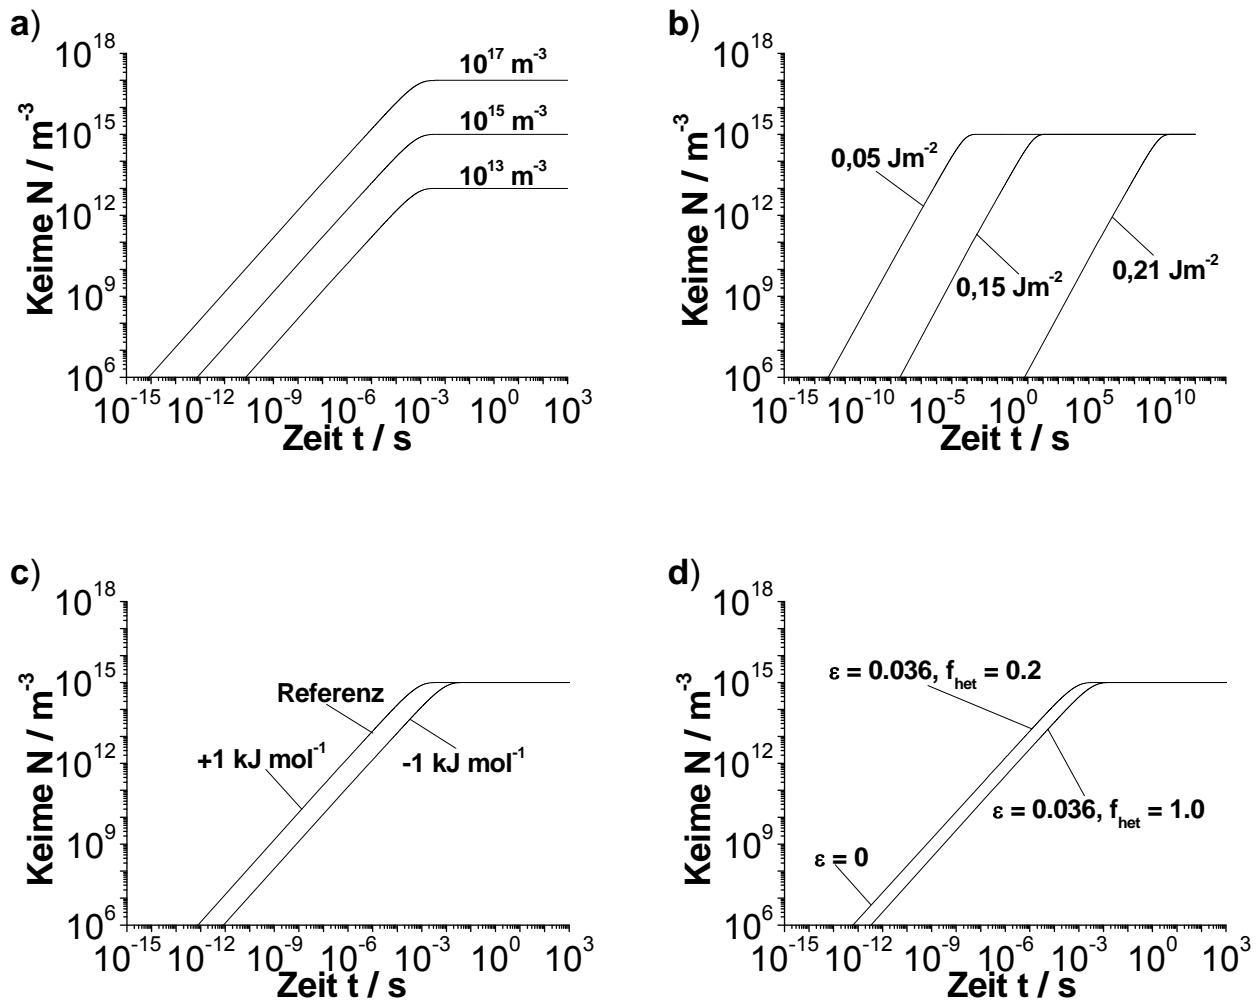 a)
10^18
10^15
10^12
10^9
10^6
Keime N / m^-3
10^17 m^-3
10^15 m^-3
10^13 m^-3
10^-15 10^-12 10^-9 10^-6 10^-3 10^0 10^3
Zeit t / s
b)
10^18
10^15
10^12
10^9
10^6
Keime N / m^-3
0,05 Jm^-2
0,15 Jm^-2
0,21 Jm^-2
10^-15 10^-10 10^-5 10^0 10^5 10^10
Zeit t / s
c)
10^18
10^15
10^12
10^9
10^6
Keime N / m^-3
Referenz
+1 kJ mol^-1
-1 kJ mol^-1
10^-15 10^-12 10^-9 10^-6 10^-3 10^0 10^3
Zeit t / s
d)
10^18
10^15
10^12
10^9
10^6
Keime N / m^-3
ε = 0.036, f_het = 0.2
ε = 0.036, f_het = 1.0
ε = 0
10^-15 10^-12 10^-9 10^-6 10^-3 10^0 10^3
Zeit t / s